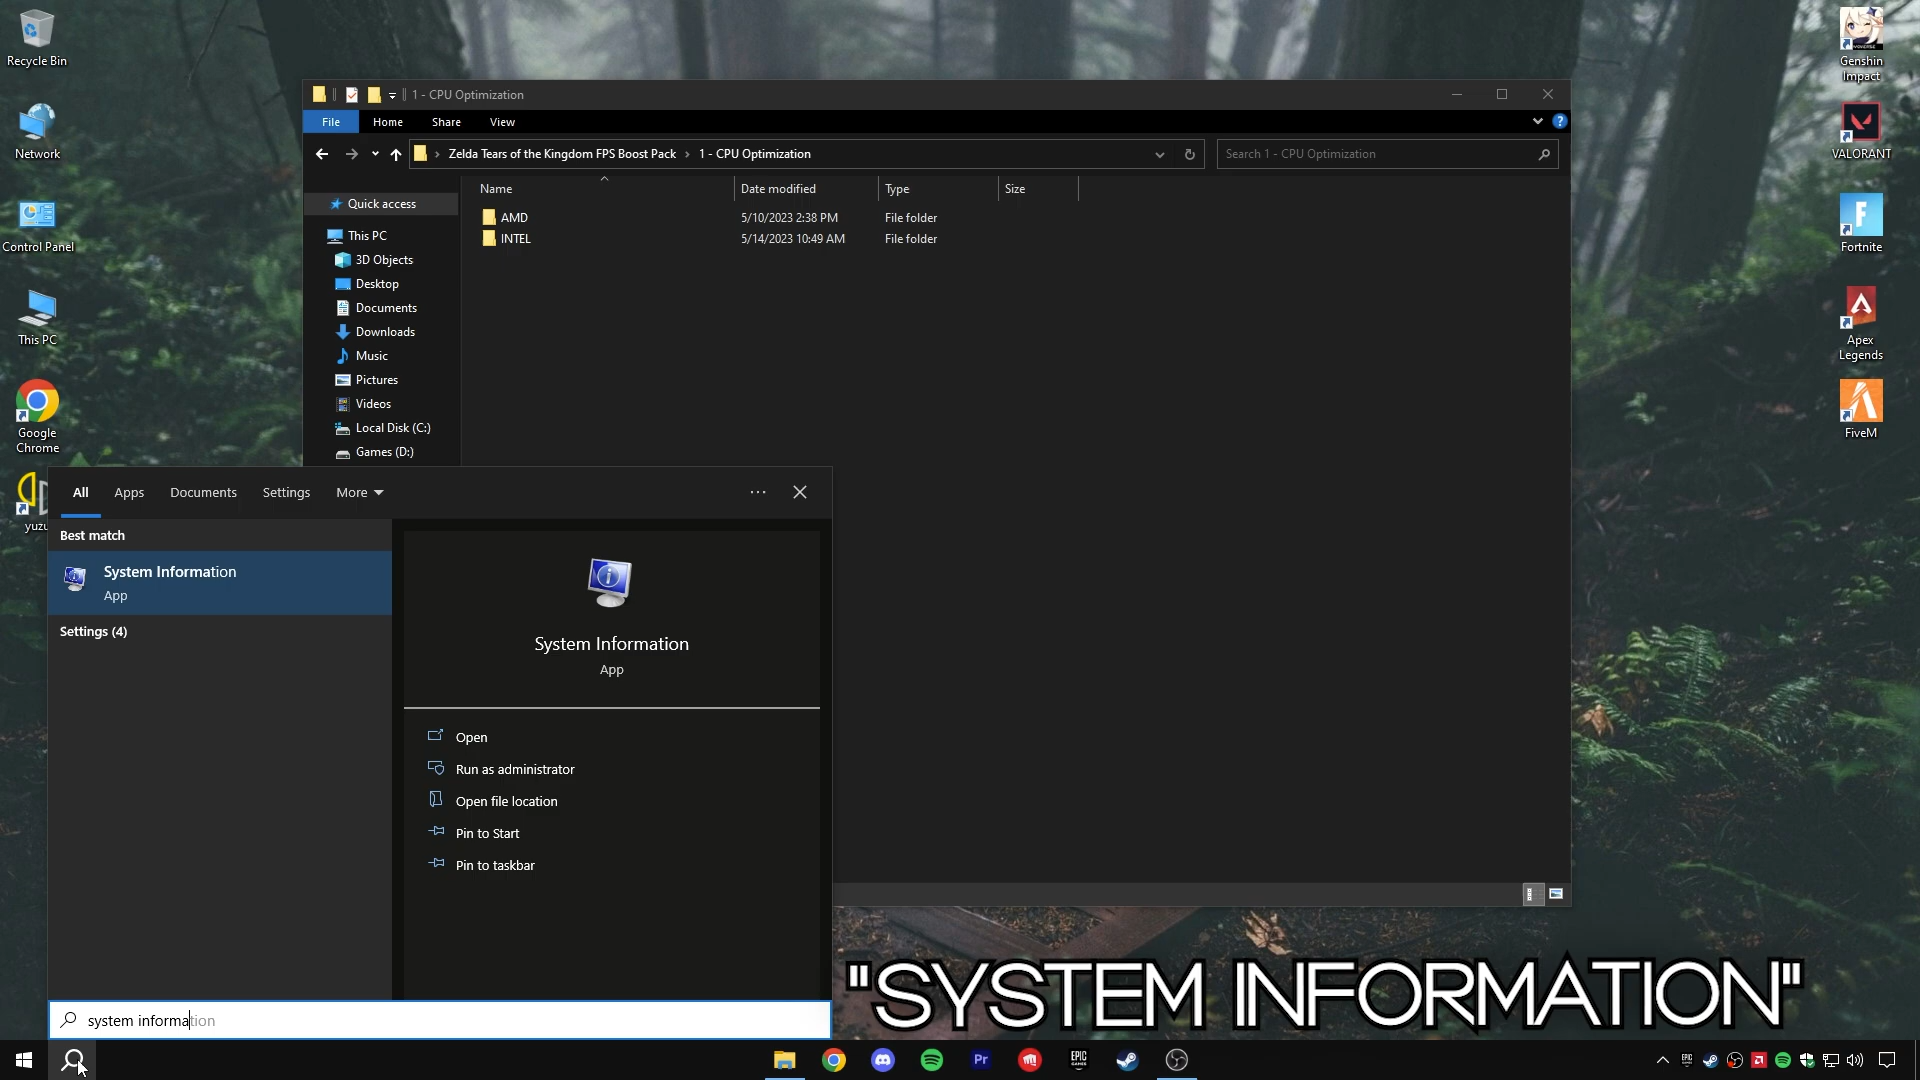 Recycle Bin
Network
Control Panel
This PC
Google
Chrome
yuzu
Genshin
Impact
VALORANT
Fortnite
Apex
Legends
FiveM
1 - CPU Optimization
File
Home
Share
View
Zelda Tears of the Kingdom FPS Boost Pack
1 - CPU Optimization
Search 1 - CPU Optimization
Name
Date modified
Type
Size
AMD
5/10/2023 2:38 PM
File folder
INTEL
5/14/2023 10:49 AM
File folder
Quick access
This PC
3D Objects
Desktop
Documents
Downloads
Music
Pictures
Videos
Local Disk (C:)
Games (D:)
All
Apps
Documents
Settings
More
Best match
System Information
App
Settings (4)
System Information
App
Open
Run as administrator
Open file location
Pin to Start
Pin to taskbar
system information
"SYSTEM INFORMATION"
Pr
EPIC
GAMES